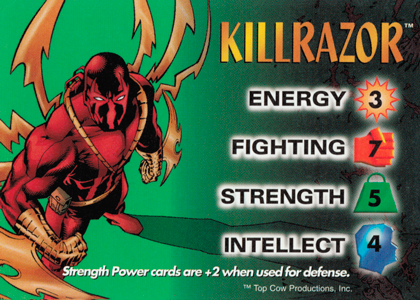 KILLRAZOR™
ENERGY 3
FIGHTING 7
STRENGTH 5
INTELLECT 4
Strength Power cards are +2 when used for defense.
™ Top Cow Productions, Inc.